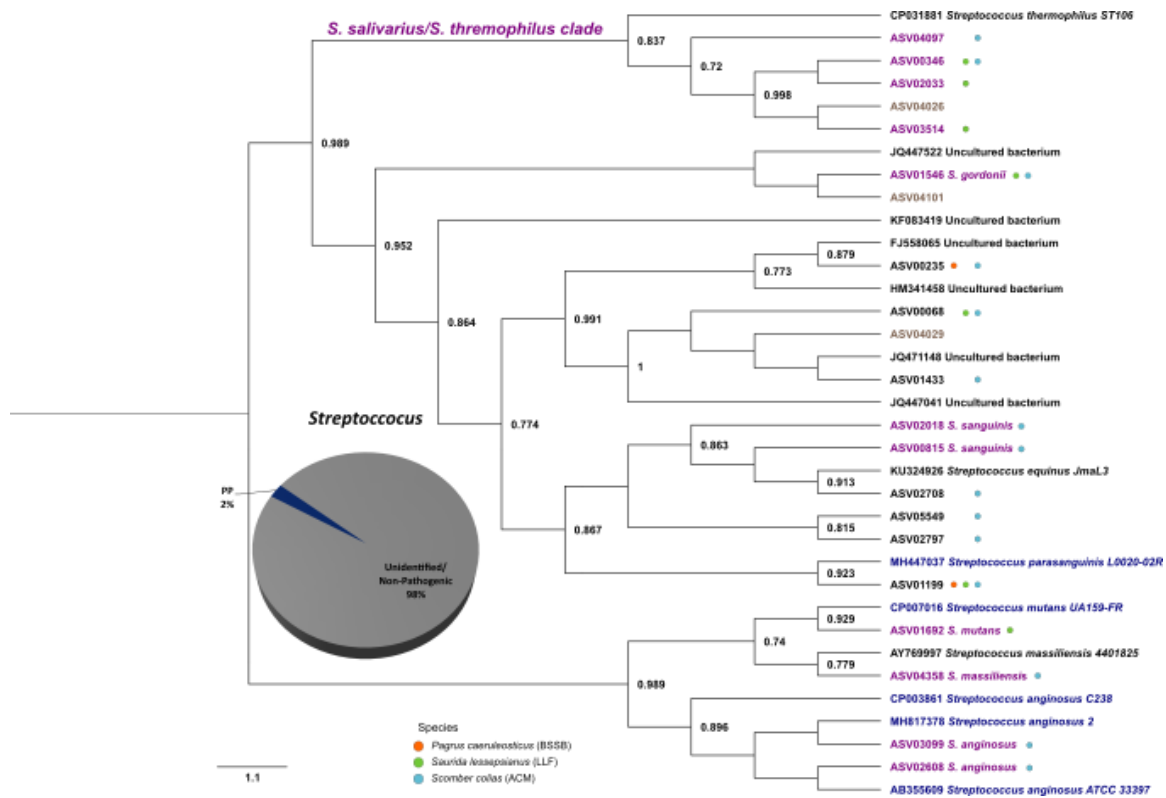 CP031881 Streptococcus thermophilus ST106
S. salivarius/S. thremophilus clade
0.837
ASV04097
0.72
ASV00346
ASV02033
0.998
ASV04026
ASV03514
0.989
JQ447522 Uncultured bacterium
ASV01546 S. gordonii
ASV04101
KF083419 Uncultured bacterium
0.952
FJ558065 Uncultured bacterium
0.879
ASV00235
0.773
HM341458 Uncultured bacterium
ASV00068
0.991
0.864
ASV04029
JQ471148 Uncultured bacterium
1
ASV01433
JQ447041 Uncultured bacterium
Streptoccocus
0.774
ASV02018 S. sanguinis
0.863
ASV00815 S. sanguinis
KU324926 Streptococcus equinus JmaL3
0.913
ASV02708
PP
2%
ASV05549
0.867
0.815
ASV02797
MH447037 Streptococcus parasanguinis L0020-02R
0.923
Unidentified/
Non-Pathogenic
98%
ASV01199
CP007016 Streptococcus mutans UA159-FR
0.929
ASV01692 S. mutans
0.74
AY769997 Streptococcus massiliensis 4401825
0.779
ASV04358 S. massiliensis
0.989
CP003861 Streptococcus anginosus C238
MH817378 Streptococcus anginosus 2
0.896
ASV03099 S. anginosus
ASV02608 S. anginosus
AB355609 Streptococcus anginosus ATCC 33397
Species
Pagrus caeruleosticus (BSSB)
Saurida lessepsianus (LLF)
Scomber colias (ACM)
1.1